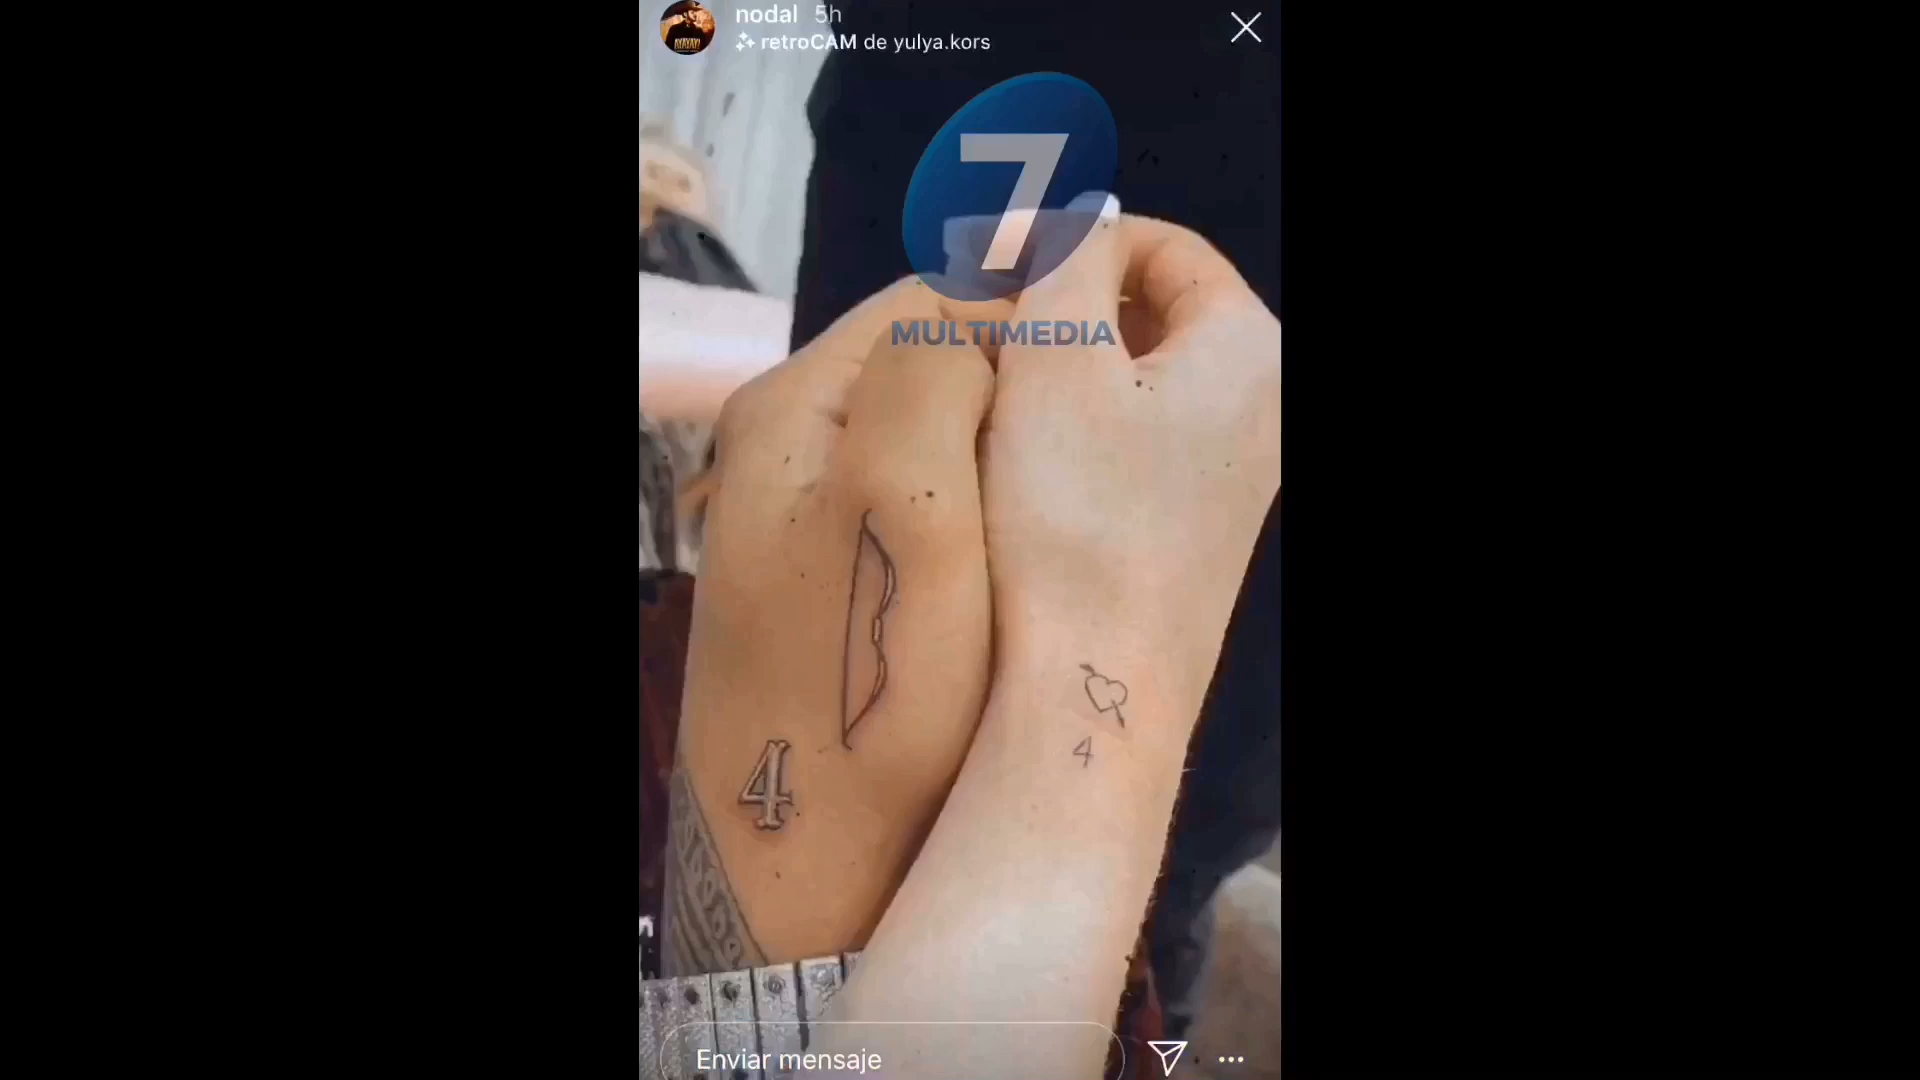 nodal 5h
retroCAM de yulya.kors
7
MULTIMEDIA
4
4
Enviar mensaje